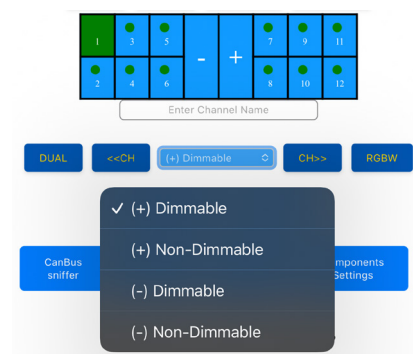 1 3 5 - + 7 9 11
2 4 6 8 10 12
Enter Channel Name
DUAL <<CH (+) Dimmable CH>> RGBW
✓ (+) Dimmable
(+) Non-Dimmable
(-) Dimmable
(-) Non-Dimmable
CanBus
sniffer
Settings